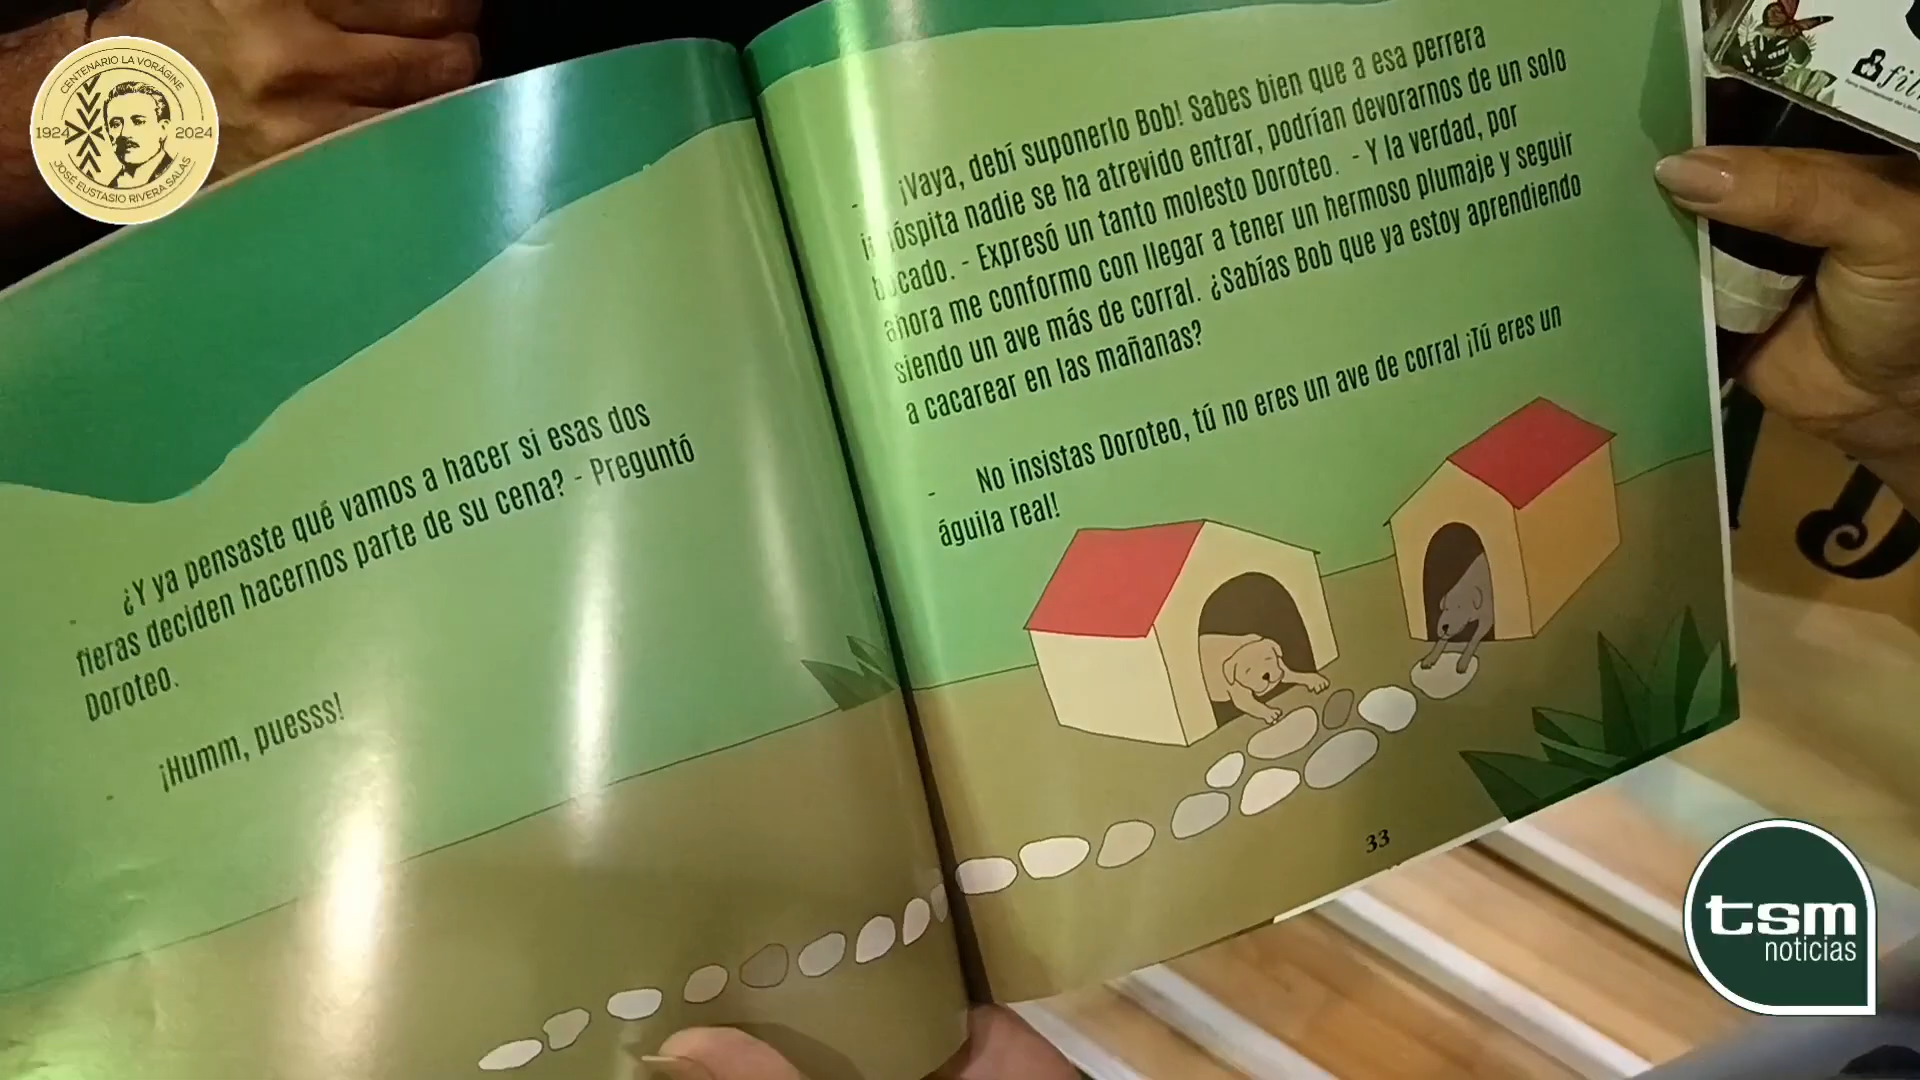 CENTENARIO LA VORÁGINE
1924 2024
JOSÉ EUSTASIO RIVERA SALAS
- ¿Y ya pensaste qué vamos a hacer si esas dos
fieras deciden hacernos parte de su cena? - Preguntó
Doroteo.
- ¡Humm, puesss!
- ¡Vaya, debí suponerlo Bob! Sabes bien que a esa perrera
inhóspita nadie se ha atrevido entrar, podrían devorarnos de un solo
bocado. - Expresó un tanto molesto Doroteo. - Y la verdad, por
ahora me conformo con llegar a tener un hermoso plumaje y seguir
siendo un ave más de corral. ¿Sabías Bob que ya estoy aprendiendo
a cacarear en las mañanas?
- No insistas Doroteo, tú no eres un ave de corral ¡Tú eres un
águila real!
33
tsm
noticias